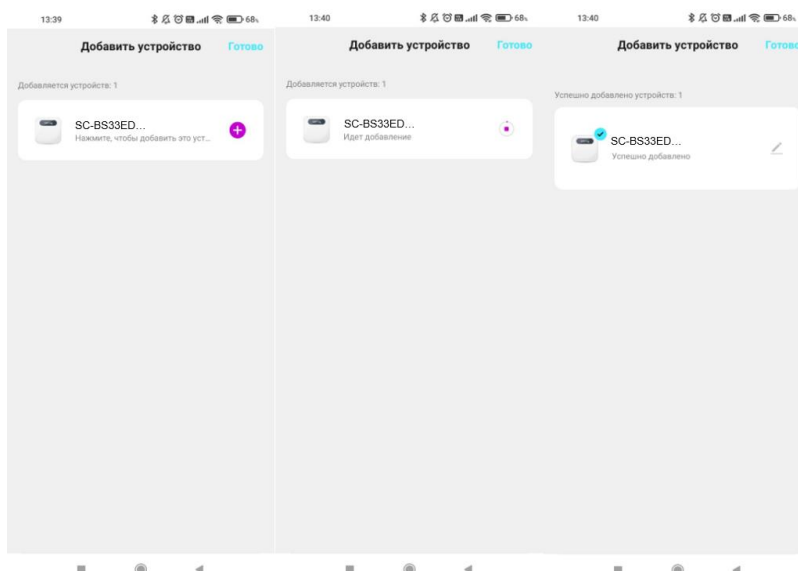 13:39
68%
Добавить устройство
Готово
Добавляется устройств: 1
SC-BS33ED...
Нажмите, чтобы добавить это уст...
13:40
68%
Добавить устройство
Готово
Добавляется устройств: 1
SC-BS33ED...
Идет добавление
13:40
68%
Добавить устройство
Готово
Успешно добавлено устройств: 1
SC-BS33ED...
Успешно добавлено